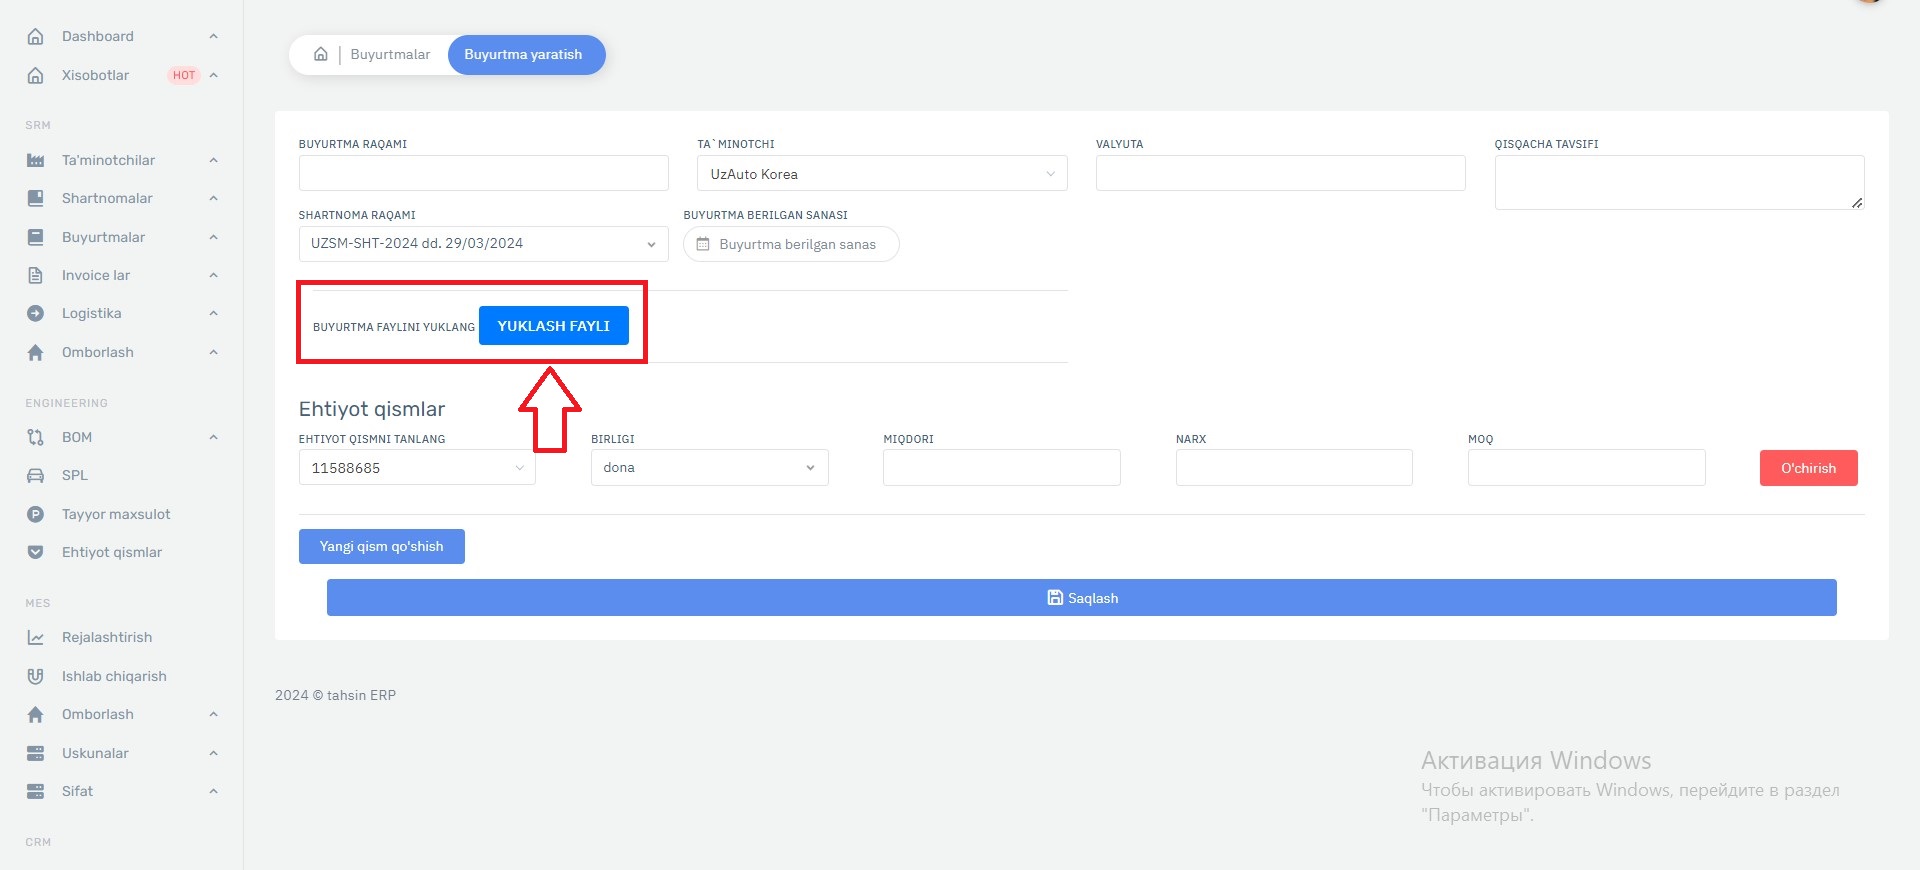 Dashboard
Xisobotlar HOT
SRM
Ta'minotchilar
Shartnomalar
Buyurtmalar
Invoice lar
Logistika
Omborlash
ENGINEERING
BOM
SPL
Tayyor maxsulot
Ehtiyot qismlar
MES
Rejalashtirish
Ishlab chiqarish
Omborlash
Uskunalar
Sifat
CRM
Buyurtmalar Buyurtma yaratish
BUYURTMA RAQAMI
TA`MINOTCHI
UzAuto Korea
VALYUTA
QISQACHA TAVSIFI
SHARTNOMA RAQAMI
UZSM-SHT-2024 dd. 29/03/2024
BUYURTMA BERILGAN SANASI
Buyurtma berilgan sanas
BUYURTMA FAYLINI YUKLANG YUKLASH FAYLI
Ehtiyot qismlar
EHTIYOT QISMNI TANLANG
11588685
BIRLIGI
dona
MIQDORI
NARX
MOQ
O'chirish
Yangi qism qo'shish
Saqlash
2024 © tahsin ERP
Активация Windows
Чтобы активировать Windows, перейдите в раздел
"Параметры".